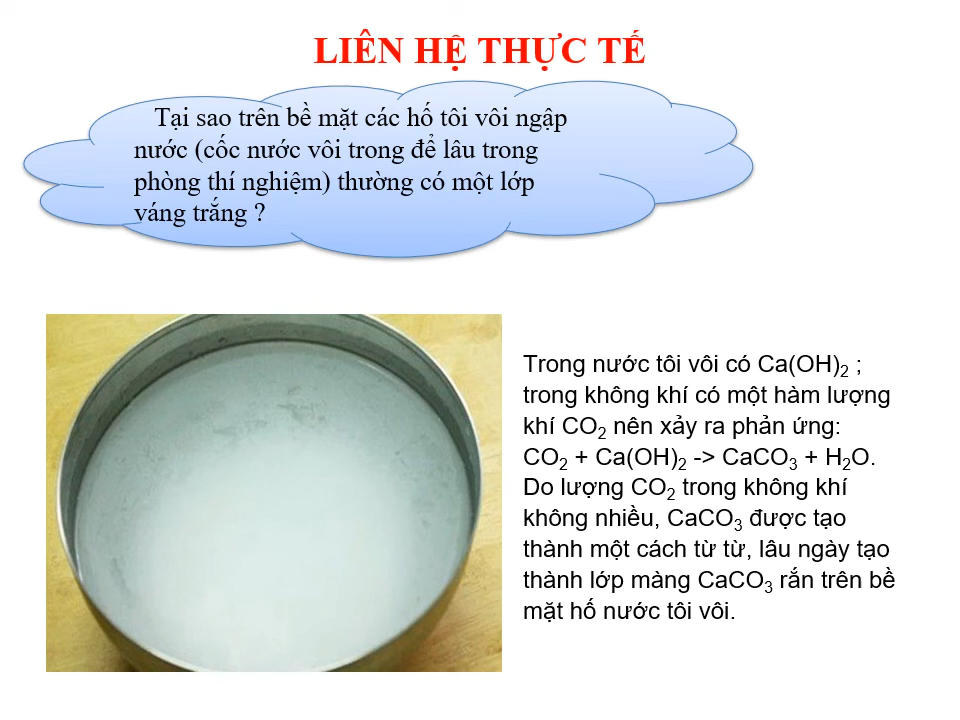 LIÊN HỆ THỰC TẾ
Tại sao trên bề mặt các hố tôi vôi ngập
nước (cốc nước vôi trong để lâu trong
phòng thí nghiệm) thường có một lớp
váng trắng ?
Trong nước tôi vôi có Ca(OH)₂ ;
trong không khí có một hàm lượng
khí CO₂ nên xảy ra phản ứng:
CO₂ + Ca(OH)₂ -> CaCO₃ + H₂O.
Do lượng CO₂ trong không khí
không nhiều, CaCO₃ được tạo
thành một cách từ từ, lâu ngày tạo
thành lớp màng CaCO₃ rắn trên bề
mặt hố nước tôi vôi.